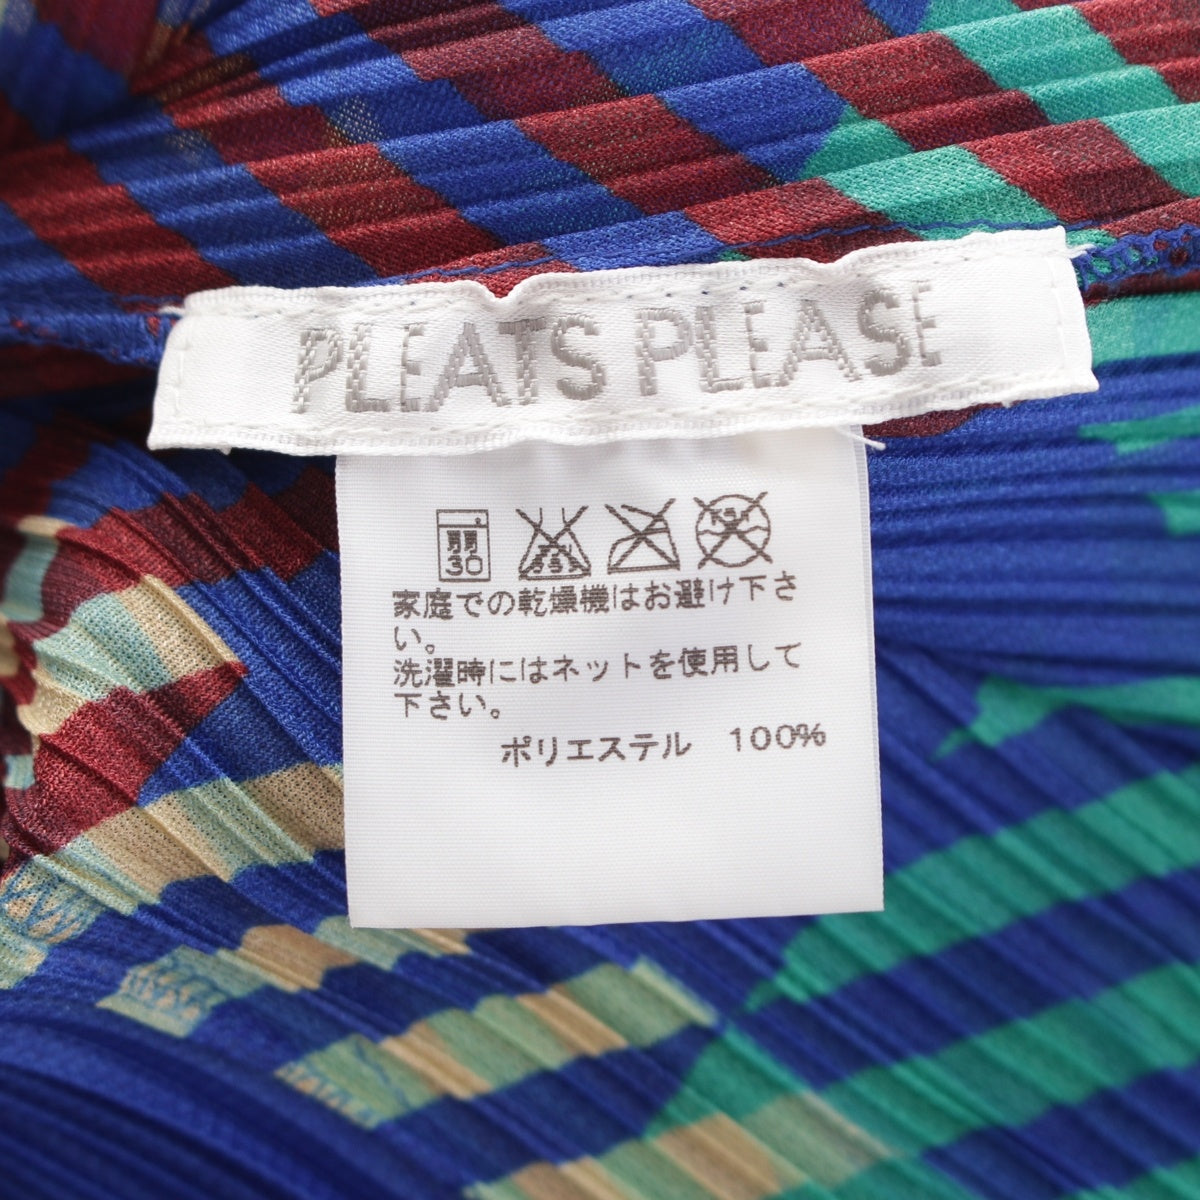 PLEATS PLEASE
弱
30
家庭での乾燥機はお避け下さ
い。
洗濯時にはネットを使用して
下さい。
ポリエステル 100%